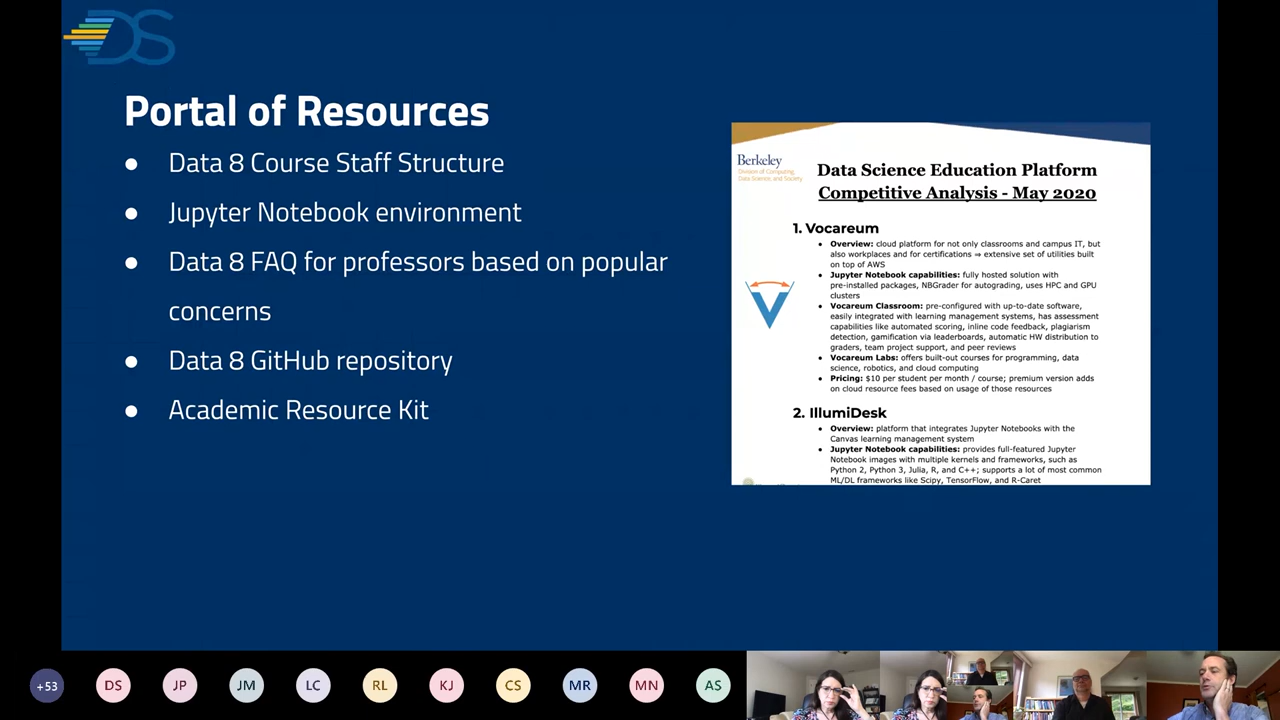 DS
Portal of Resources
● Data 8 Course Staff Structure
● Jupyter Notebook environment
● Data 8 FAQ for professors based on popular
concerns
● Data 8 GitHub repository
● Academic Resource Kit
Berkeley
Division of Computing
Data Science and Society
Data Science Education Platform
Competitive Analysis - May 2020
1. Vocareum
● Overview: cloud platform for not only classrooms and campus IT, but
also workplaces and for certifications ⇒ extensive set of utilities built
on top of AWS
● Jupyter Notebook capabilities: fully hosted solution with
pre-installed packages, NBGrader for autograding, uses HPC and GPU
clusters
● Vocareum Classroom: pre-configured with up-to-date software,
easily integrated with learning management systems, has assessment
capabilities like automated scoring, inline code feedback, plagiarism
detection, gamification via leaderboards, automatic HW distribution to
graders, team project support, and peer reviews
● Vocareum Labs: offers built-out courses for programming, data
science, robotics, and cloud computing
● Pricing: $10 per student per month / course; premium version adds
on cloud resource fees based on usage of those resources
2. IllumiDesk
● Overview: platform that integrates Jupyter Notebooks with the
Canvas learning management system
● Jupyter Notebook capabilities: provides full-featured Jupyter
Notebook images with multiple kernels and frameworks, such as
Python 2, Python 3, Julia, R, and C++; supports a lot of most common
ML/DL frameworks like Scipy, TensorFlow, and R-Caret
+53 DS JP JM LC RL KJ CS MR MN AS